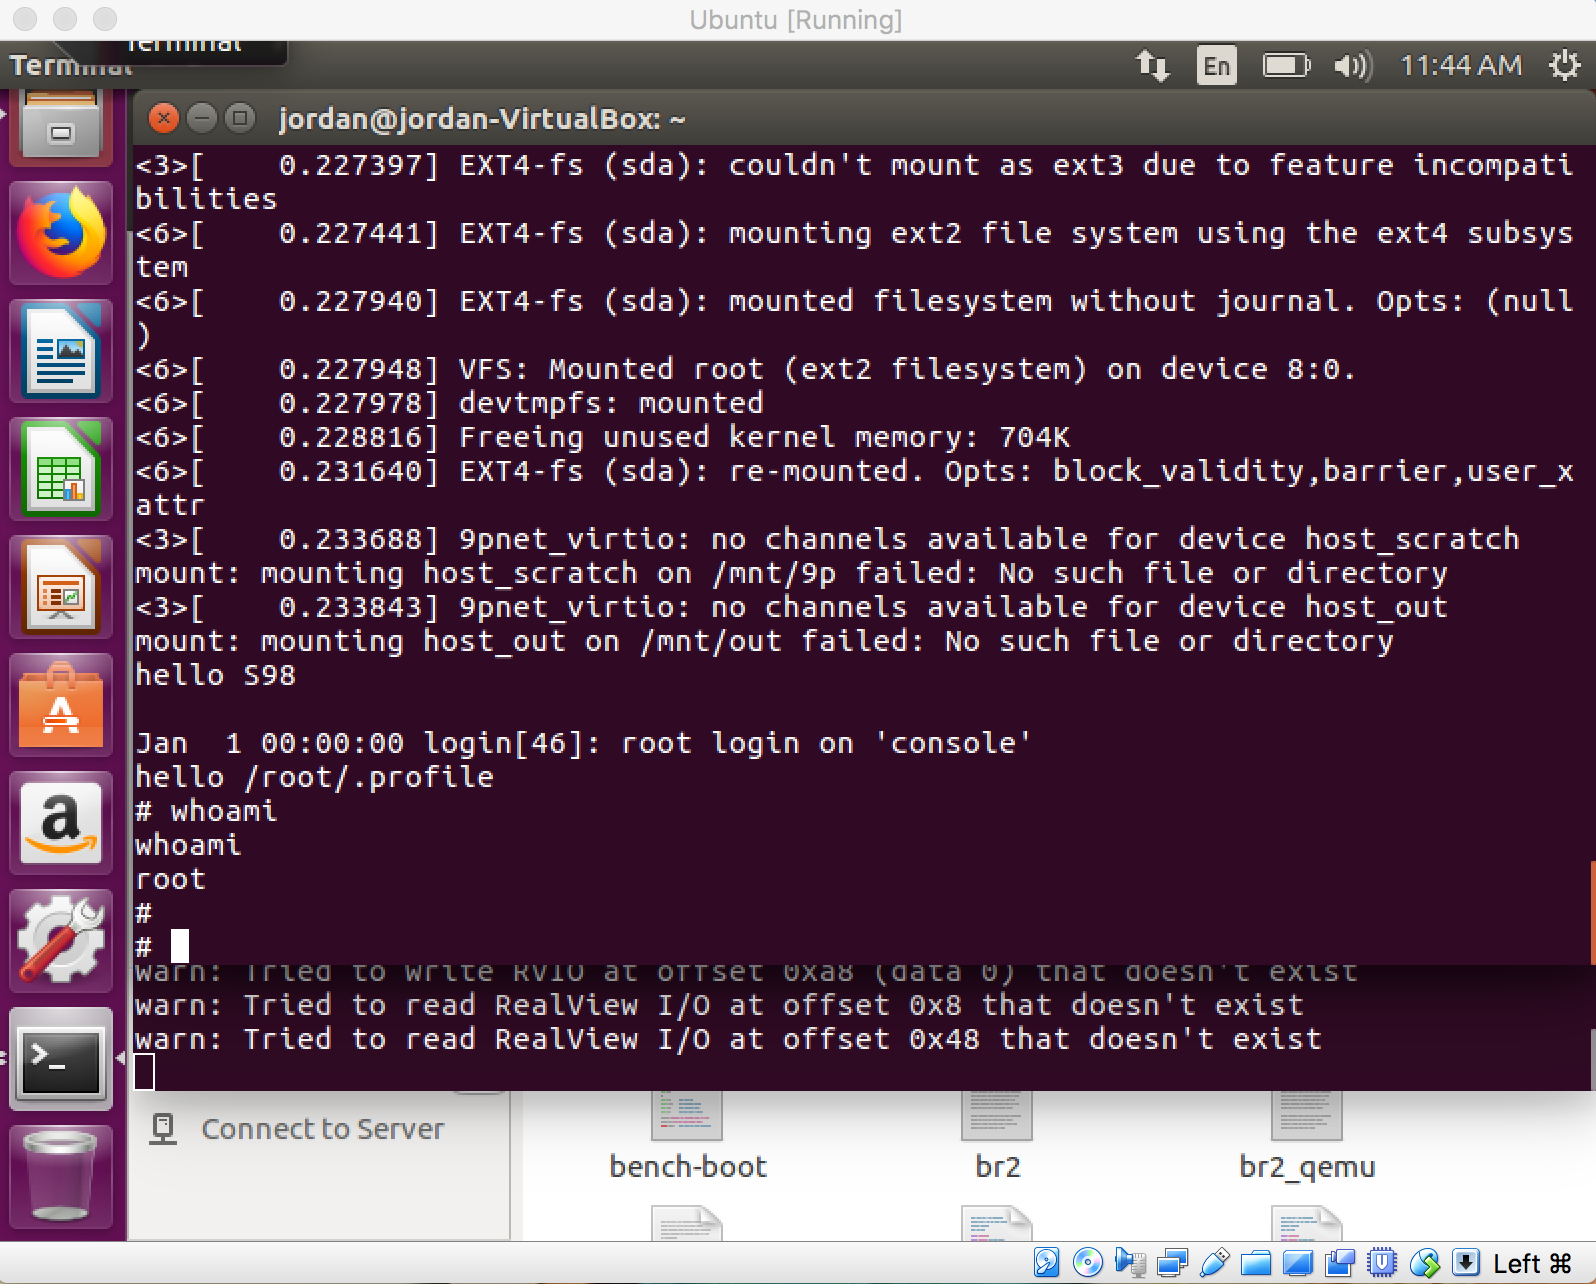 Ubuntu [Running]
Terminal
Terminal
En
11:44 AM
jordan@jordan-VirtualBox: ~
<3>[    0.227397] EXT4-fs (sda): couldn't mount as ext3 due to feature incompati
bilities
<6>[    0.227441] EXT4-fs (sda): mounting ext2 file system using the ext4 subsys
tem
<6>[    0.227940] EXT4-fs (sda): mounted filesystem without journal. Opts: (null
)
<6>[    0.227948] VFS: Mounted root (ext2 filesystem) on device 8:0.
<6>[    0.227978] devtmpfs: mounted
<6>[    0.228816] Freeing unused kernel memory: 704K
<6>[    0.231640] EXT4-fs (sda): re-mounted. Opts: block_validity,barrier,user_x
attr
<3>[    0.233688] 9pnet_virtio: no channels available for device host_scratch
mount: mounting host_scratch on /mnt/9p failed: No such file or directory
<3>[    0.233843] 9pnet_virtio: no channels available for device host_out
mount: mounting host_out on /mnt/out failed: No such file or directory
hello S98
Jan  1 00:00:00 login[46]: root login on 'console'
hello /root/.profile
# whoami
whoami
root
#
#
warn: Tried to write RVIO at offset 0xa8 (data 0) that doesn't exist
warn: Tried to read RealView I/O at offset 0x8 that doesn't exist
warn: Tried to read RealView I/O at offset 0x48 that doesn't exist
Connect to Server
bench-boot
br2
br2_qemu
Left ⌘